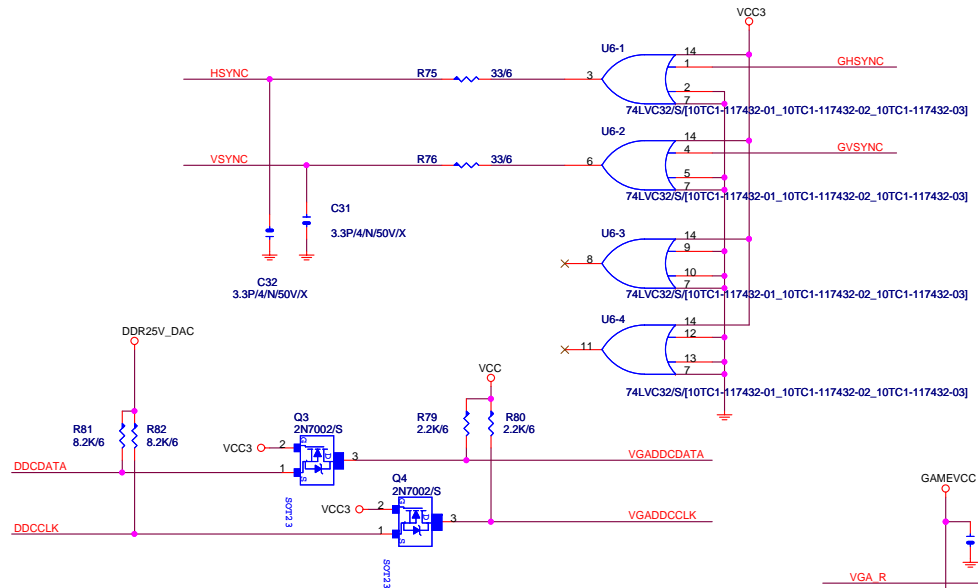 VCC3
U6-1
14
HSYNC
R75
33/6
3
1
GHSYNC
2
7
74LVC32/S/[10TC1-117432-01_10TC1-117432-02_10TC1-117432-03]
U6-2
14
VSYNC
R76
33/6
6
4
GVSYNC
5
7
74LVC32/S/[10TC1-117432-01_10TC1-117432-02_10TC1-117432-03]
C31
3.3P/4/N/50V/X
U6-3
14
9
8
10
7
C32
3.3P/4/N/50V/X
74LVC32/S/[10TC1-117432-01_10TC1-117432-02_10TC1-117432-03]
U6-4
14
12
11
13
7
74LVC32/S/[10TC1-117432-01_10TC1-117432-02_10TC1-117432-03]
DDR25V_DAC
VCC
R81
8.2K/6
R82
8.2K/6
Q3
2N7002/S
R79
2.2K/6
R80
2.2K/6
VCC3
2
G
D
3
VGADDCDATA
DDCDATA
1
S
SOT23
Q4
2N7002/S
GAMEVCC
VCC3
2
G
D
3
VGADDCCLK
DDCCLK
1
S
SOT23
VGA_R